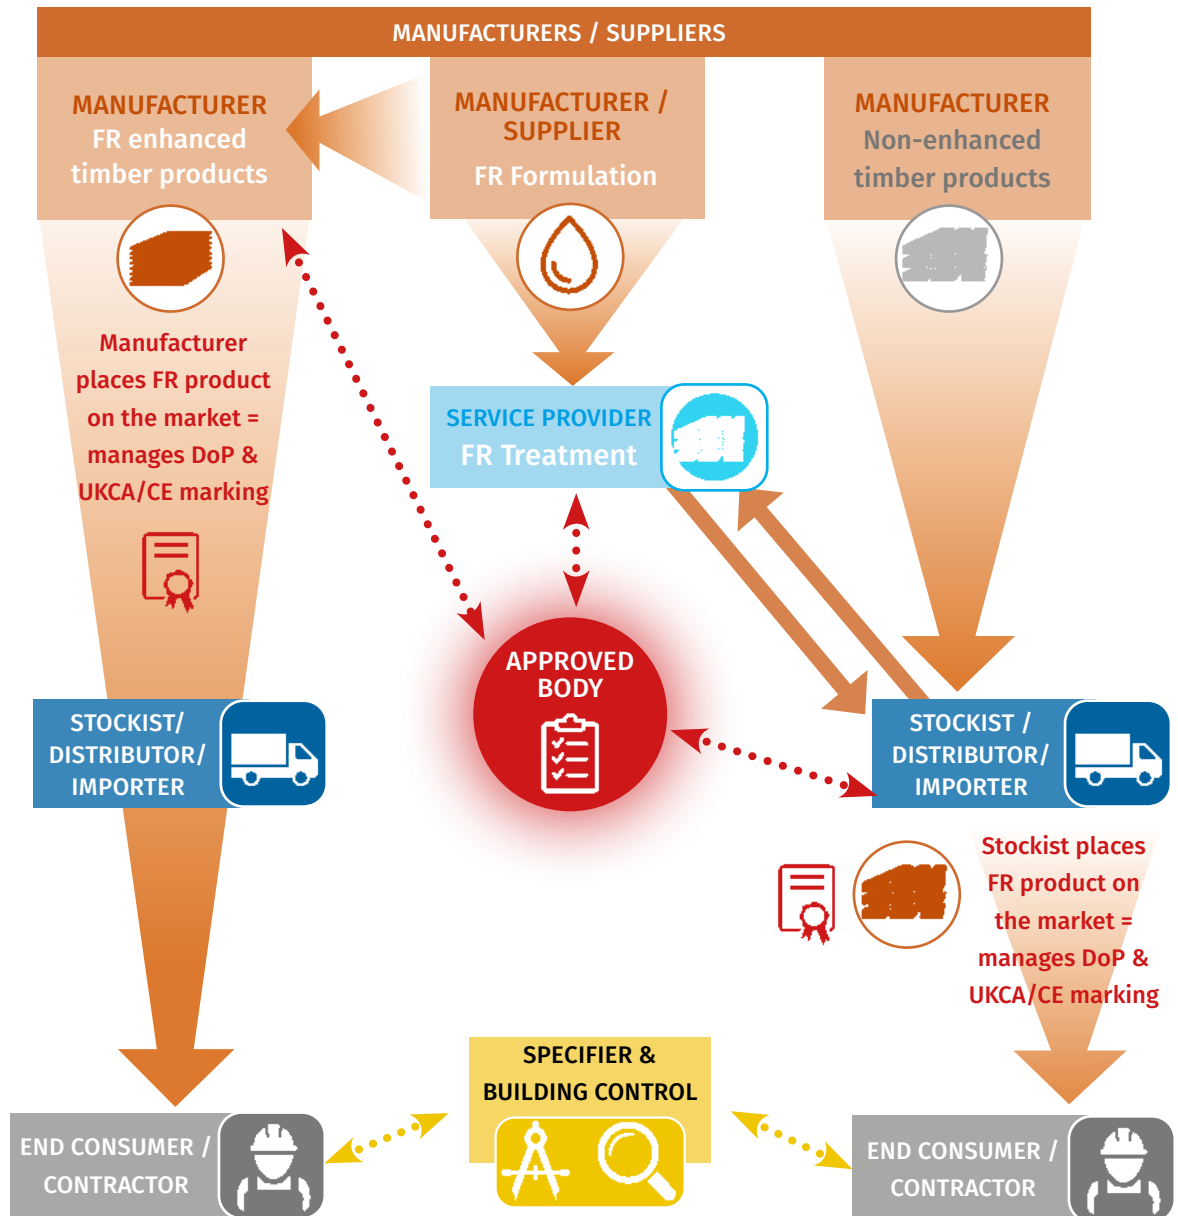 MANUFACTURERS / SUPPLIERS
MANUFACTURER
FR enhanced
timber products
MANUFACTURER /
SUPPLIER
FR Formulation
MANUFACTURER
Non-enhanced
timber products
Manufacturer
places FR product
on the market =
manages DoP &
UKCA/CE marking
SERVICE PROVIDER
FR Treatment
APPROVED
BODY
STOCKIST/
DISTRIBUTOR/
IMPORTER
STOCKIST /
DISTRIBUTOR/
IMPORTER
Stockist places
FR product on
the market =
manages DoP &
UKCA/CE marking
SPECIFIER &
BUILDING CONTROL
END CONSUMER /
CONTRACTOR
END CONSUMER /
CONTRACTOR